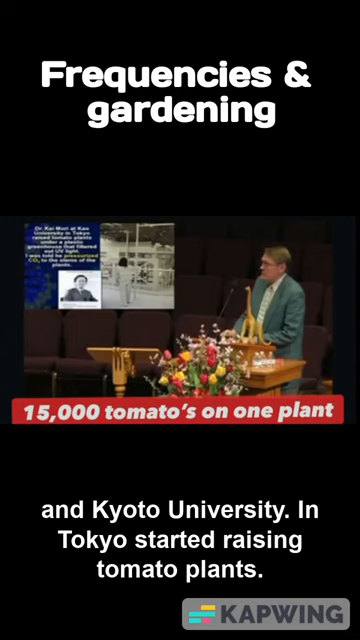 Frequencies &
gardening
Dr. Kai Mori at Kao
University in Tokyo
raised tomato plants
under a plastic
greenhouse that filtered
out UV light.
I was told he pressurized
CO₂ to the stems of the
plants.
15,000 tomato's on one plant
and Kyoto University. In
Tokyo started raising
tomato plants.
KAPWING